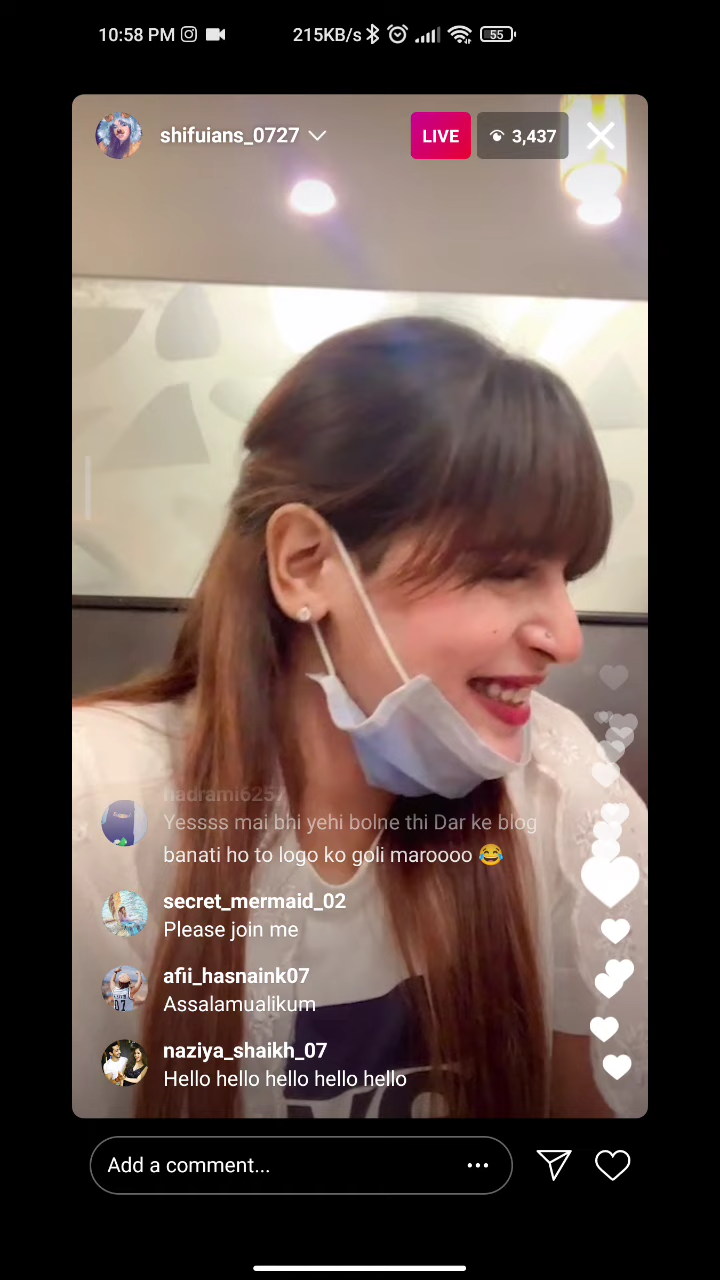 10:58 PM 215KB/s 55
shifuians_0727 LIVE 3,437
hadrami625
Yessss mai bhi yehi bolne thi Dar ke blog
banati ho to logo ko goli maroooo 😂
secret_mermaid_02
Please join me
afii_hasnaink07
Assalamualikum
naziya_shaikh_07
Hello hello hello hello hello
Add a comment...